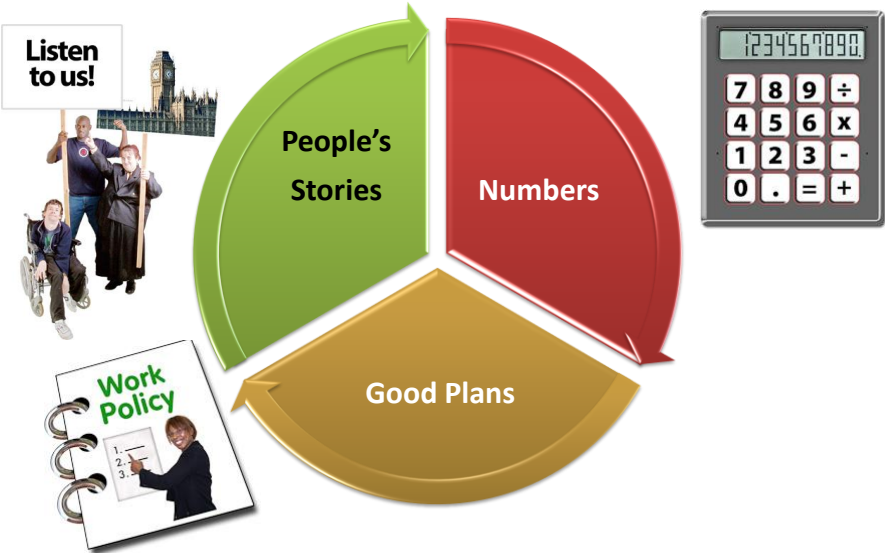 Listen
to us!
People's
Stories
Numbers
1234567890.
7 8 9 ÷
4 5 6 x
1 2 3 -
0 . = +
Good Plans
Work
Policy
1.
2.
3.